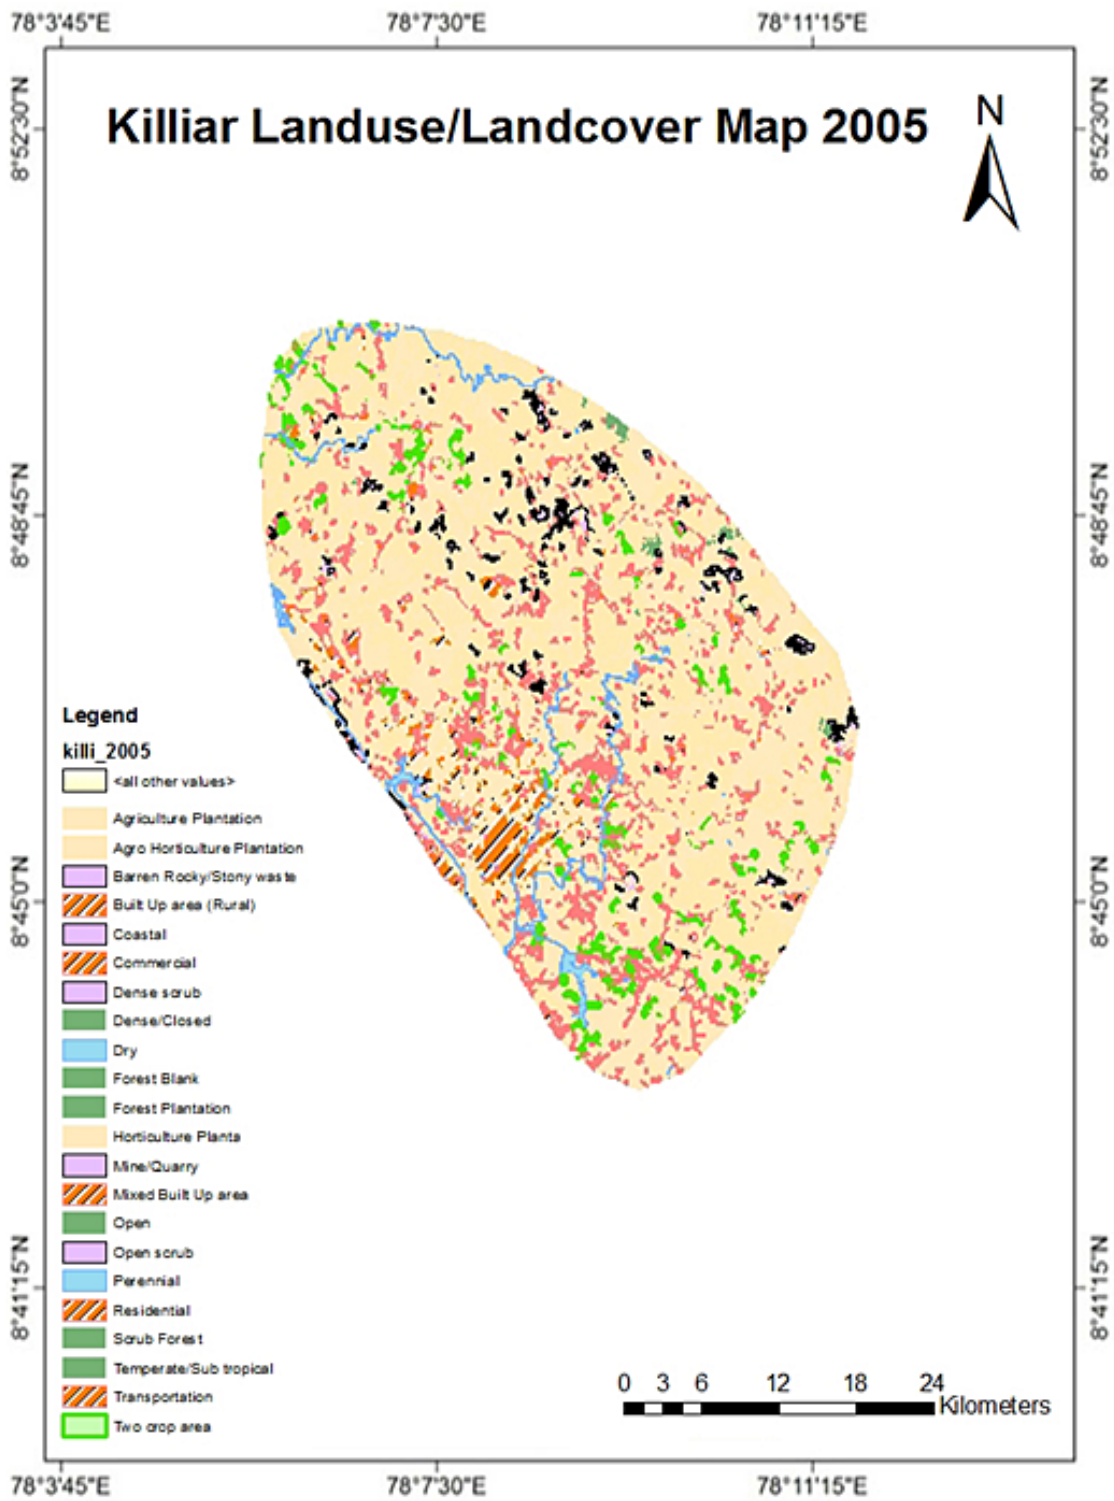 78°3'45"E 78°7'30"E 78°11'15"E
8°52'30"N 8°52'30"N
Killiar Landuse/Landcover Map 2005
N
8°48'45"N 8°48'45"N
Legend
killi_2005
<all other values>
Agriculture Plantation
Agro Horticulture Plantation
Barren Rocky/Stony waste
Built Up area (Rural)
8°45'0"N 8°45'0"N
Coastal
Commercial
Dense scrub
Dense/Closed
Dry
Forest Blank
Forest Plantation
Horticulture Planta
Mine/Quarry
Mixed Built Up area
Open
Open scrub
Perennial
8°41'15"N 8°41'15"N
Residential
Scrub Forest
Temperate/Sub tropical
Transportation
Two crop area
0 3 6 12 18 24
Kilometers
78°3'45"E 78°7'30"E 78°11'15"E